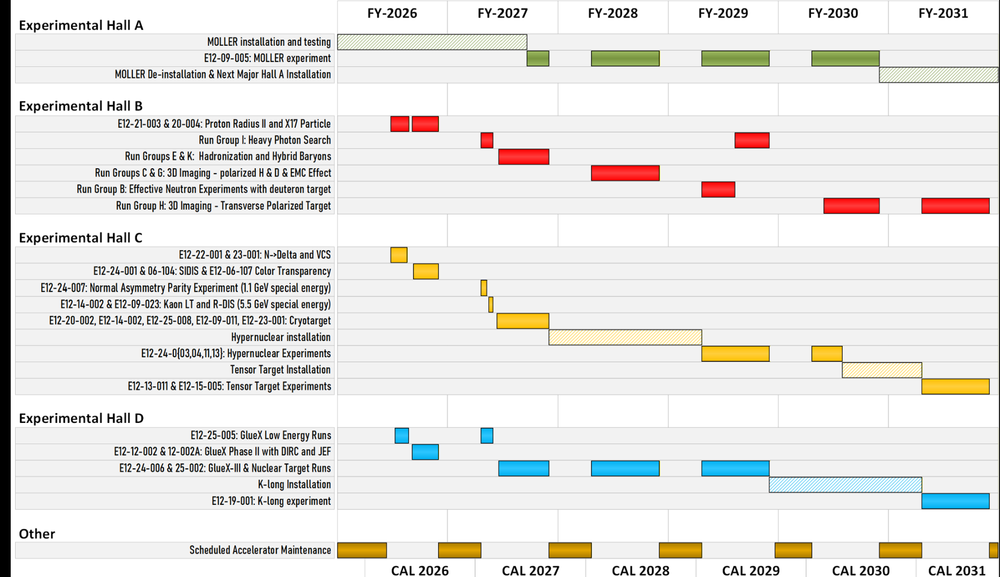 FY-2026 FY-2027 FY-2028 FY-2029 FY-2030 FY-2031
Experimental Hall A
MOLLER installation and testing
E12-09-005: MOLLER experiment
MOLLER De-installation & Next Major Hall A Installation
Experimental Hall B
E12-21-003 & 20-004: Proton Radius II and X17 Particle
Run Group I: Heavy Photon Search
Run Groups E & K: Hadronization and Hybrid Baryons
Run Groups C & G: 3D Imaging - polarized H & D & EMC Effect
Run Group B: Effective Neutron Experiments with deuteron target
Run Group H: 3D Imaging - Transverse Polarized Target
Experimental Hall C
E12-22-001 & 23-001: N->Delta and VCS
E12-24-001 & 06-104: SIDIS & E12-06-107 Color Transparency
E12-24-007: Normal Asymmetry Parity Experiment (1.1 GeV special energy)
E12-14-002 & E12-09-023: Kaon LT and R-DIS (5.5 GeV special energy)
E12-20-002, E12-14-002, E12-25-008, E12-09-011, E12-23-001: Cryotarget
Hypernuclear installation
E12-24-0{03,04,11,13}: Hypernuclear Experiments
Tensor Target Installation
E12-13-011 & E12-15-005: Tensor Target Experiments
Experimental Hall D
E12-25-005: GlueX Low Energy Runs
E12-12-002 & 12-002A: GlueX Phase II with DIRC and JEF
E12-24-006 & 25-002: GlueX-III & Nuclear Target Runs
K-long Installation
E12-19-001: K-long experiment
Other
Scheduled Accelerator Maintenance
CAL 2026 CAL 2027 CAL 2028 CAL 2029 CAL 2030 CAL 2031